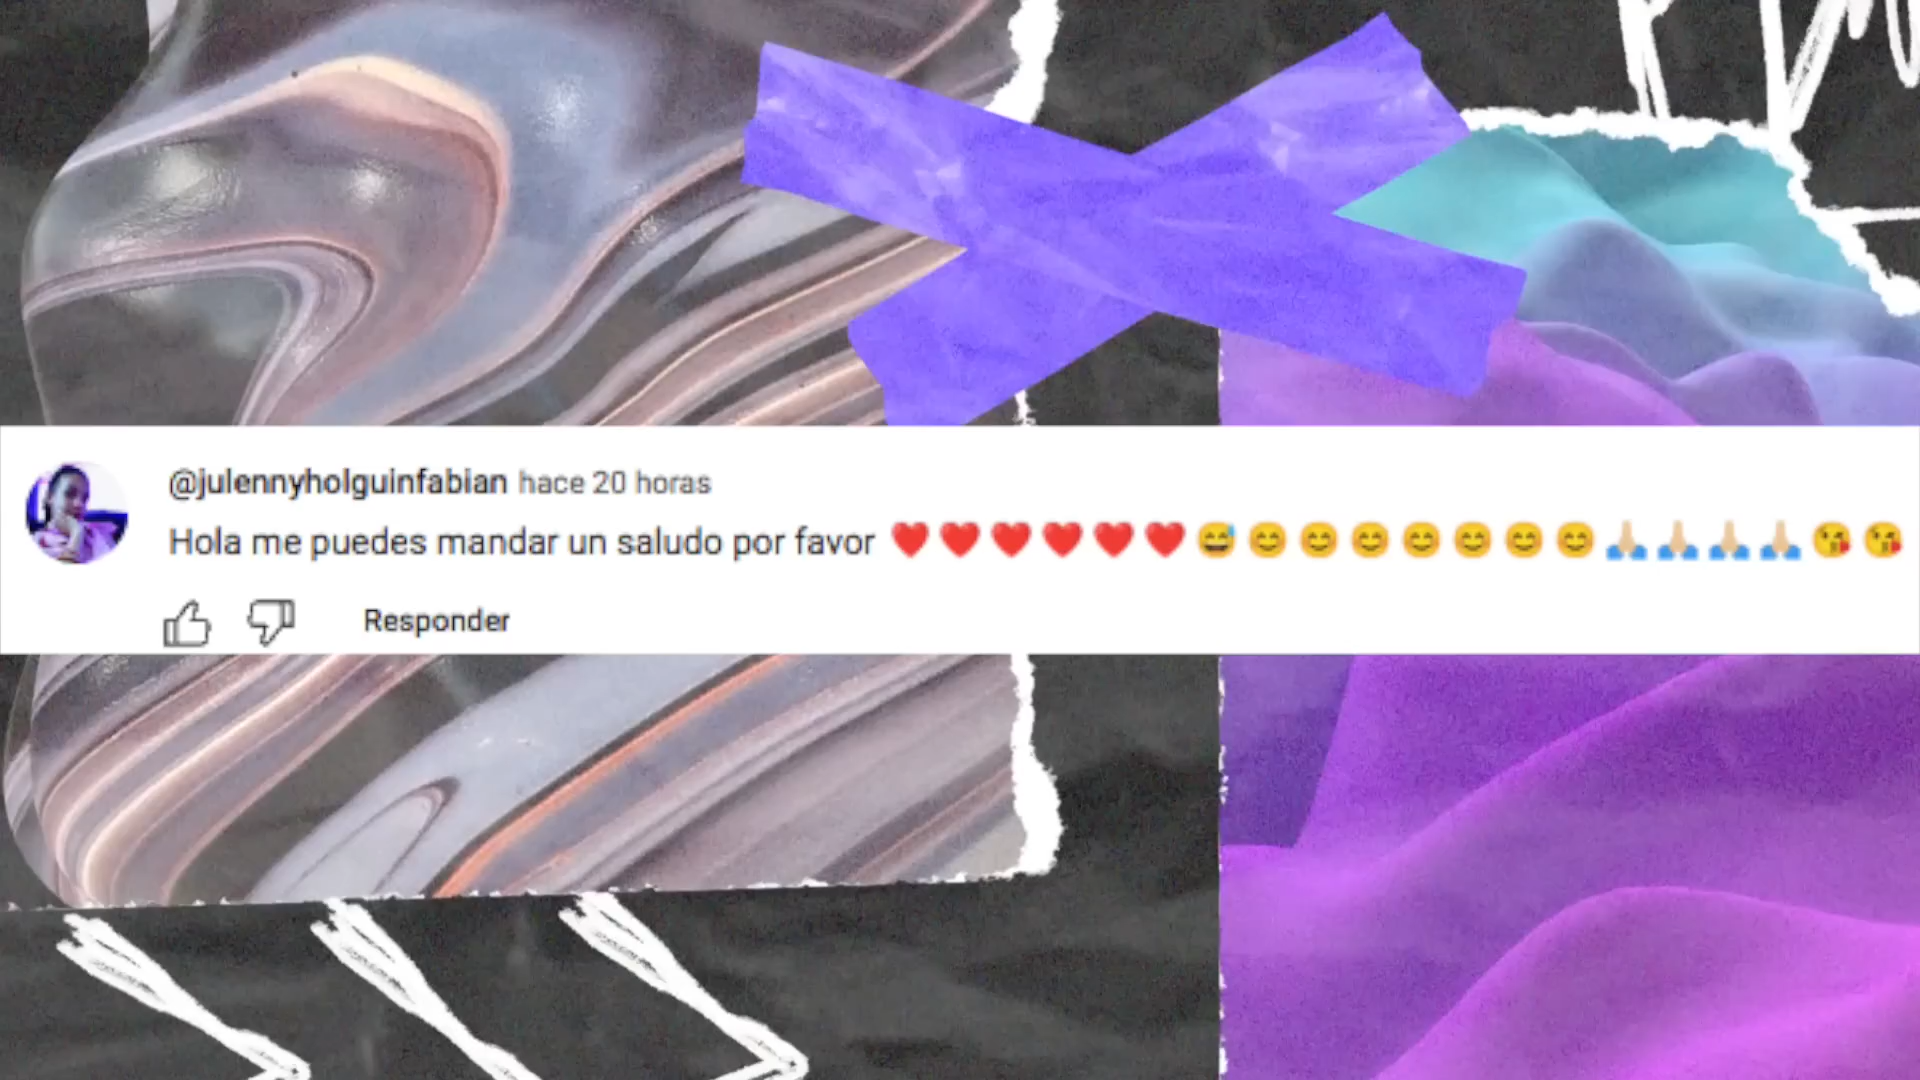 @julennyholguinfabian hace 20 horas
Hola me puedes mandar un saludo por favor ❤️❤️❤️❤️❤️❤️😅😊😊😊😊😊😊😊🙏🏼🙏🏼🙏🏼🙏🏼😘😘
Responder